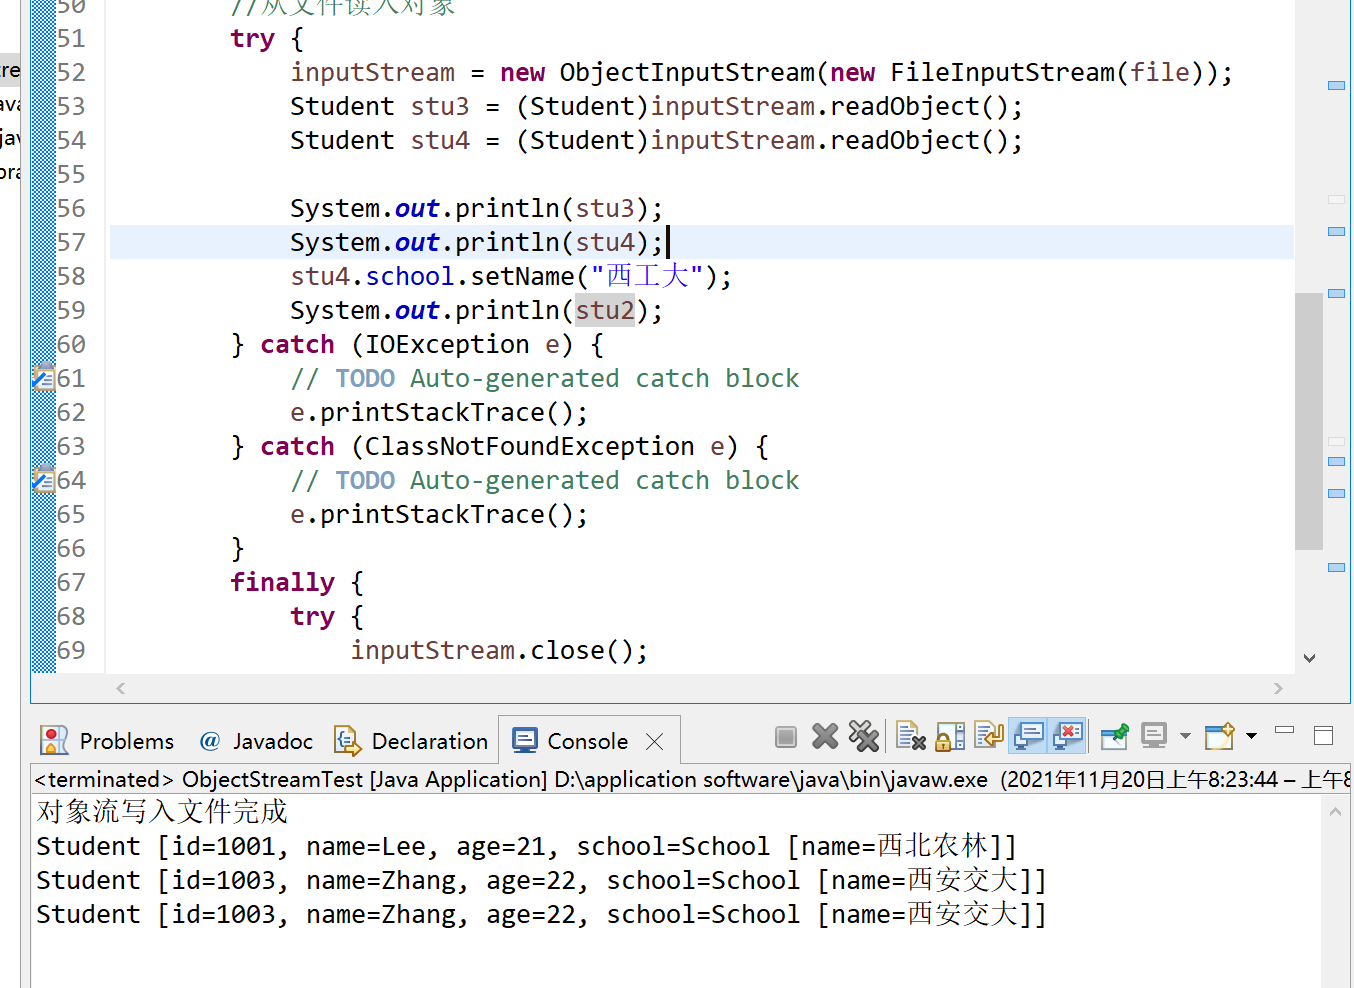 50 //从文件读入对象
51 try {
52 inputStream = new ObjectInputStream(new FileInputStream(file));
53 Student stu3 = (Student)inputStream.readObject();
54 Student stu4 = (Student)inputStream.readObject();
55
56 System.out.println(stu3);
57 System.out.println(stu4);
58 stu4.school.setName("西工大");
59 System.out.println(stu2);
60 } catch (IOException e) {
61 // TODO Auto-generated catch block
62 e.printStackTrace();
63 } catch (ClassNotFoundException e) {
64 // TODO Auto-generated catch block
65 e.printStackTrace();
66 }
67 finally {
68 try {
69 inputStream.close();
Problems @ Javadoc Declaration Console
<terminated> ObjectStreamTest [Java Application] D:\application software\java\bin\javaw.exe (2021年11月20日上午8:23:44 – 上午8
对象流写入文件完成
Student [id=1001, name=Lee, age=21, school=School [name=西北农林]]
Student [id=1003, name=Zhang, age=22, school=School [name=西安交大]]
Student [id=1003, name=Zhang, age=22, school=School [name=西安交大]]